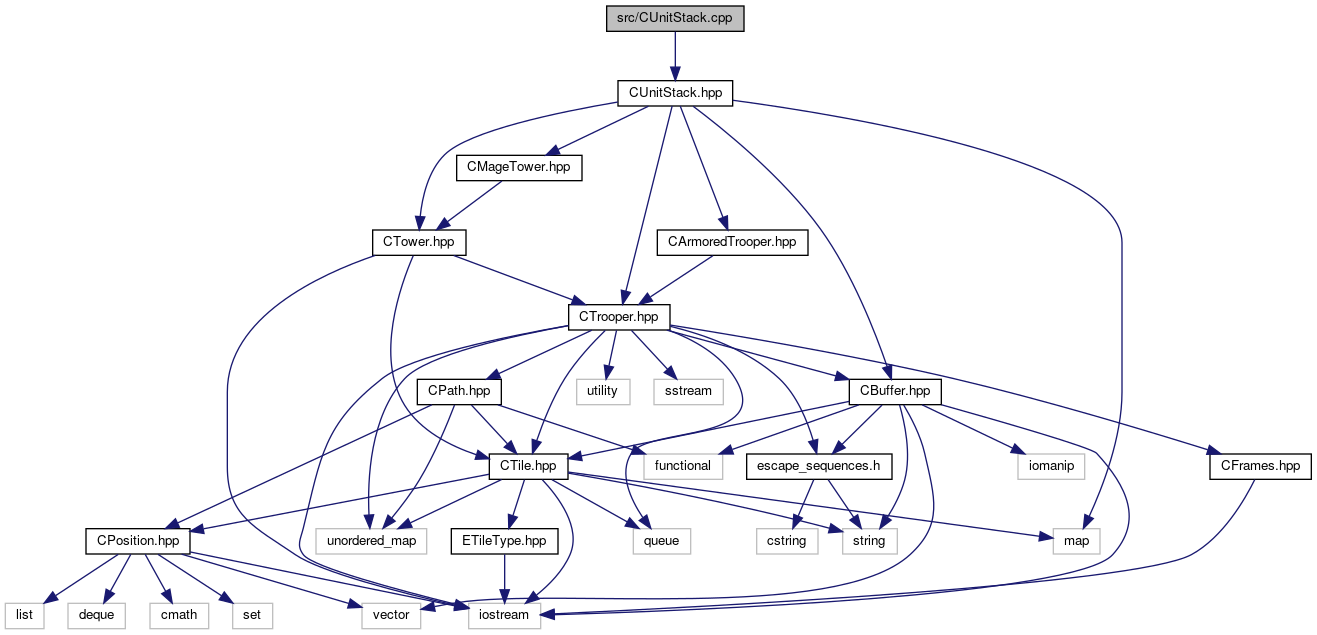 src/CUnitStack.cpp
CUnitStack.hpp
CMageTower.hpp
CTower.hpp
CArmoredTrooper.hpp
CTrooper.hpp
CPath.hpp
utility
sstream
CBuffer.hpp
CTile.hpp
functional
escape_sequences.h
iomanip
CFrames.hpp
CPosition.hpp
unordered_map
ETileType.hpp
queue
cstring
string
map
list
deque
cmath
set
vector
iostream